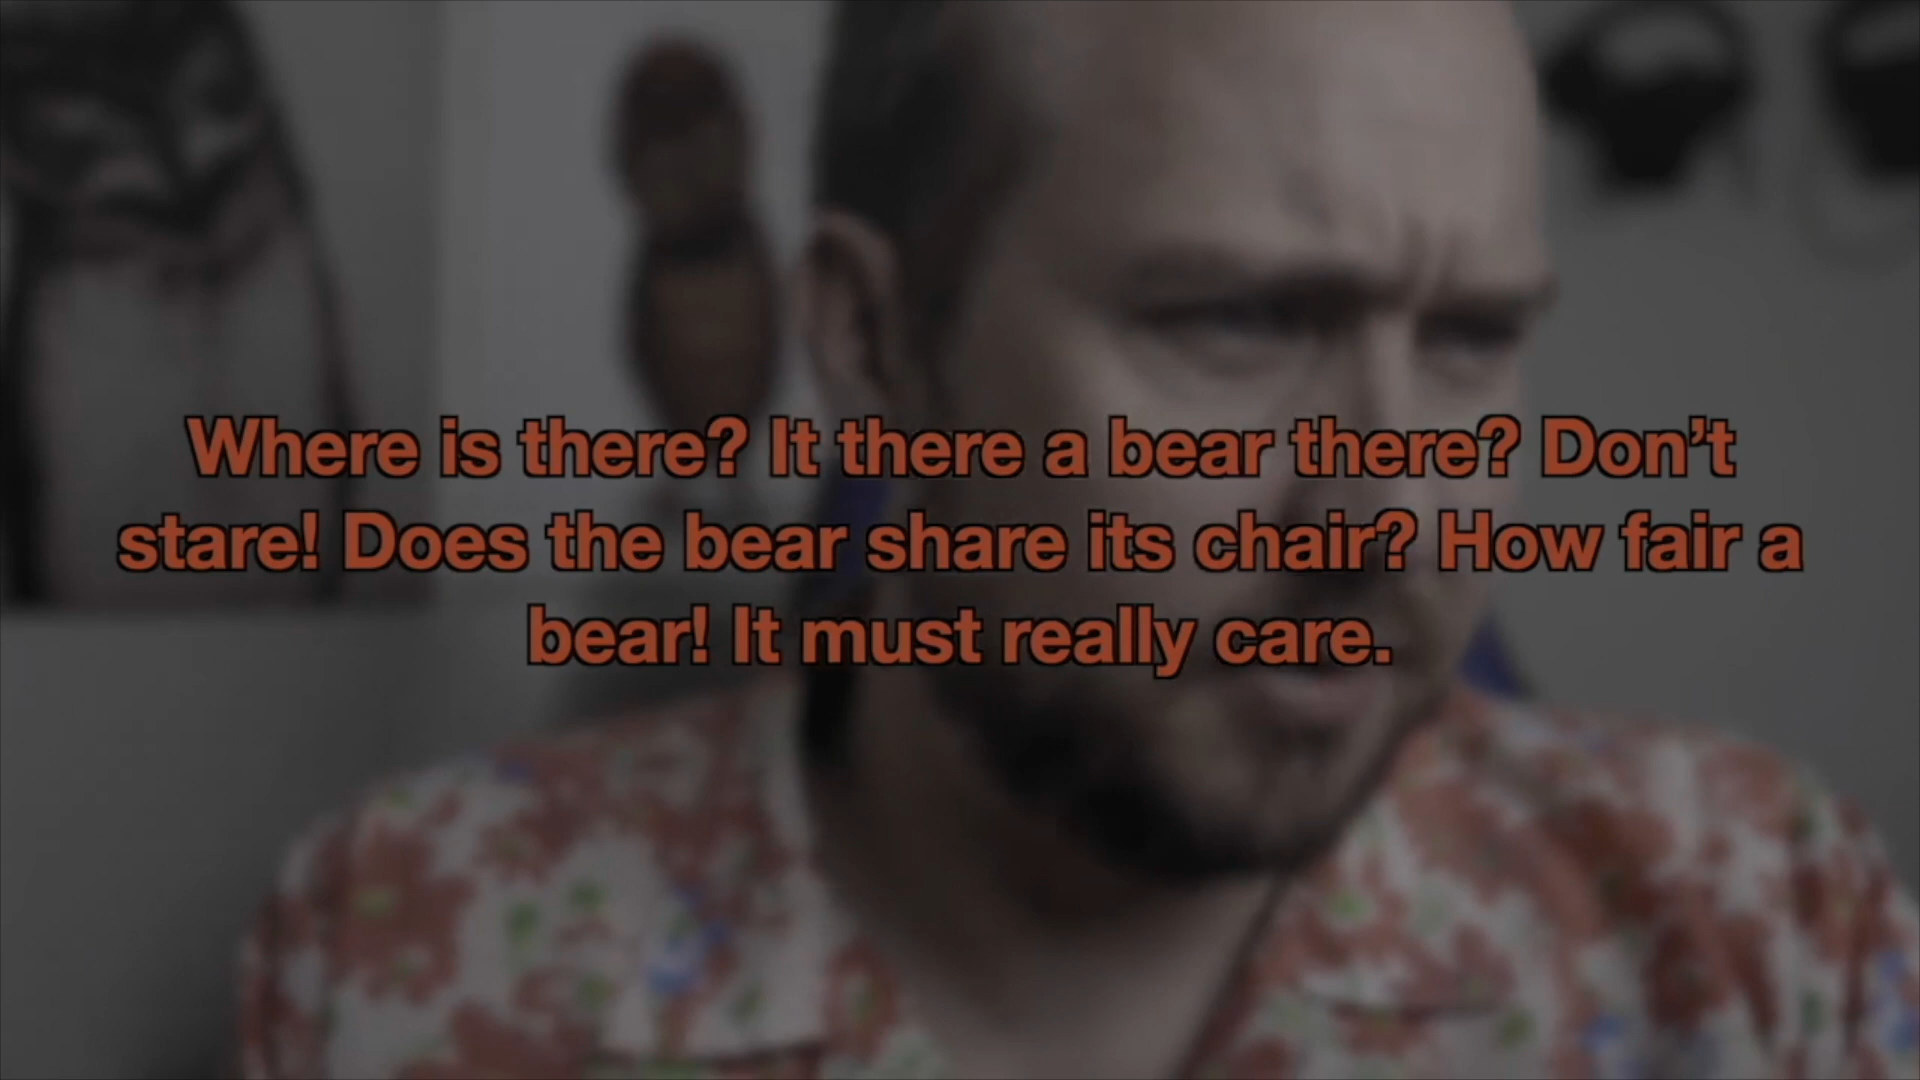 Where is there? It there a bear there? Don’t
stare! Does the bear share its chair? How fair a
bear! It must really care.